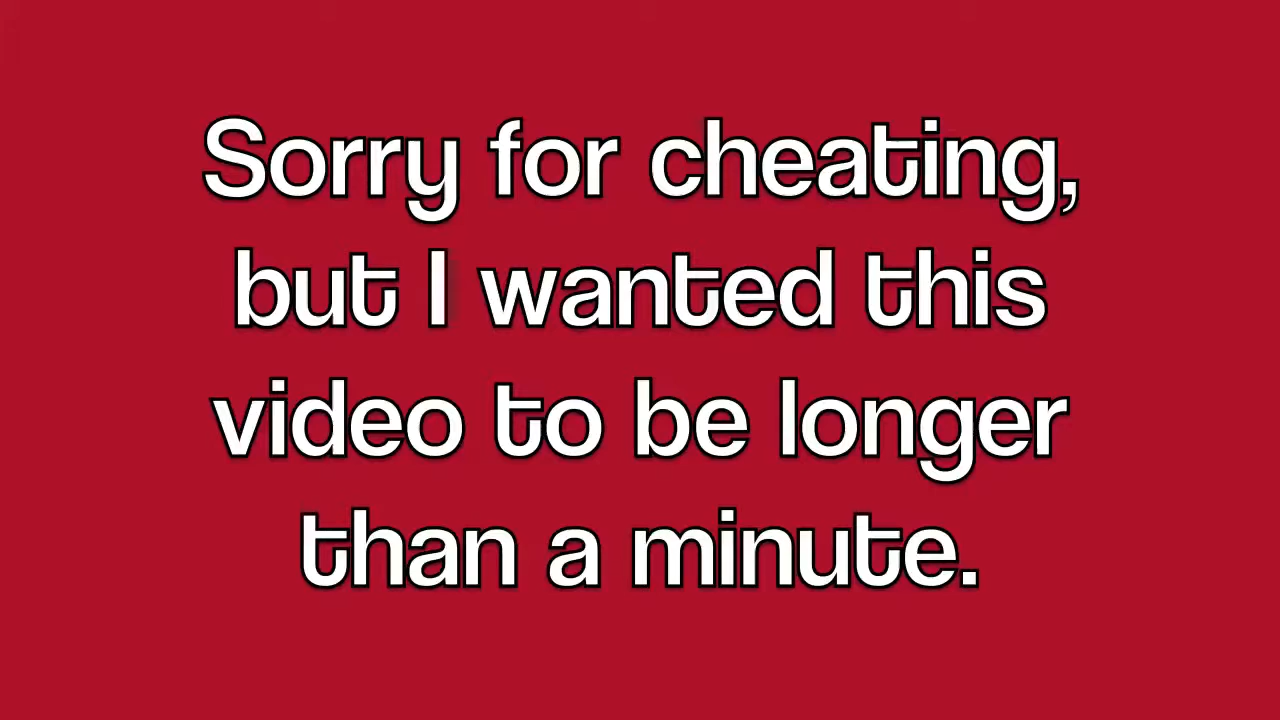 Sorry for cheating,
but I wanted this
video to be longer
than a minute.